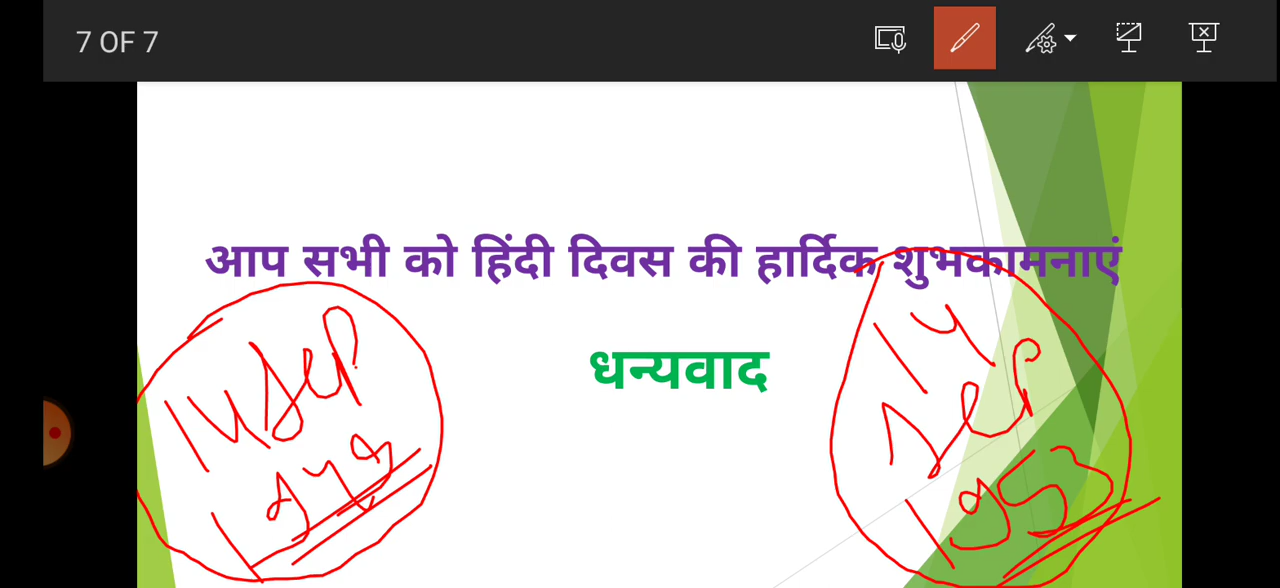 7 OF 7
आप सभी को हिंदी दिवस की हार्दिक शुभकामनाएं
धन्यवाद
14 Sep
1949
14
Sep
1953